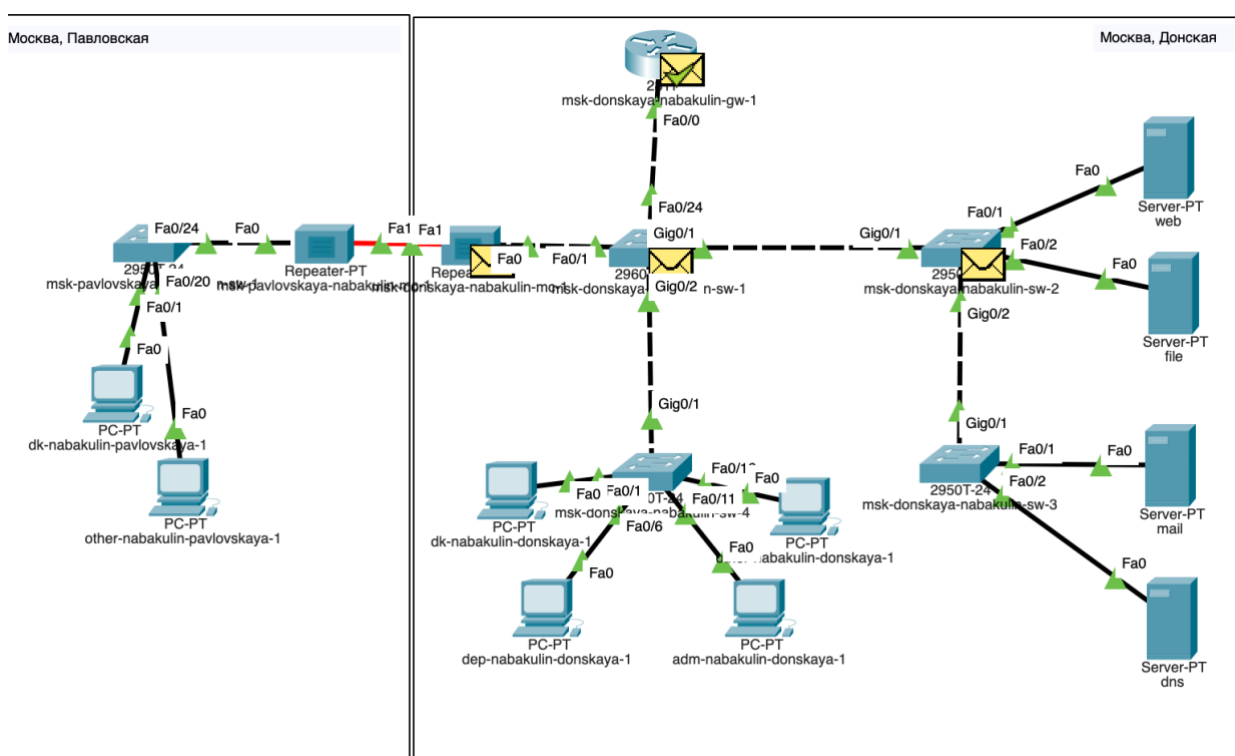 Москва, Павловская
Москва, Донская
msk-donskaya-nabakulin-gw-1
Fa0/0
Fa0/24
Fa0
Fa0/1
Server-PT
web
Fa0/24
Fa0
Fa1
Fa1
Fa0
Fa0/1
Gig0/1
Gig0/1
Fa0/2
Fa0
Repeater-PT
msk-donskaya-nabakulin-sw-2
Fa0/20
Gig0/2
Fa0/1
Gig0/2
Server-PT
file
Fa0
PC-PT
dk-nabakulin-pavlovskaya-1
Fa0
PC-PT
other-nabakulin-pavlovskaya-1
Gig0/1
Gig0/1
Fa0/1
Fa0
2950T-24
Fa0/2
msk-donskaya-nabakulin-sw-3
Server-PT
mail
Fa0
Fa0/1
Fa0/11
Fa0
PC-PT
dk-nabakulin-donskaya-1
Fa0/6
PC-PT
Fa0
Fa0
PC-PT
dep-nabakulin-donskaya-1
PC-PT
adm-nabakulin-donskaya-1
Fa0
Server-PT
dns